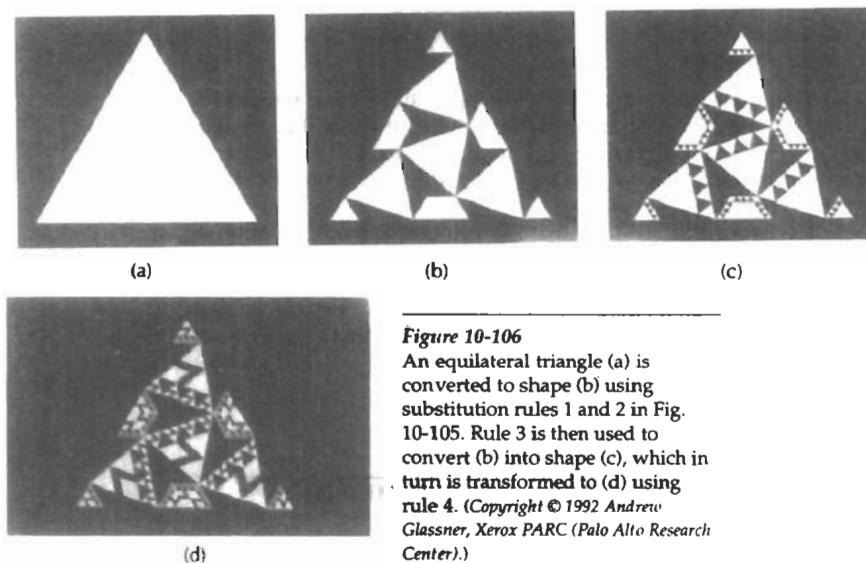 (a)
(b)
(c)
(d)
Figure 10-106
An equilateral triangle (a) is
converted to shape (b) using
substitution rules 1 and 2 in Fig.
10-105. Rule 3 is then used to
convert (b) into shape (c), which in
turn is transformed to (d) using
rule 4. (Copyright © 1992 Andrew
Glassner, Xerox PARC (Palo Alto Research
Center).)